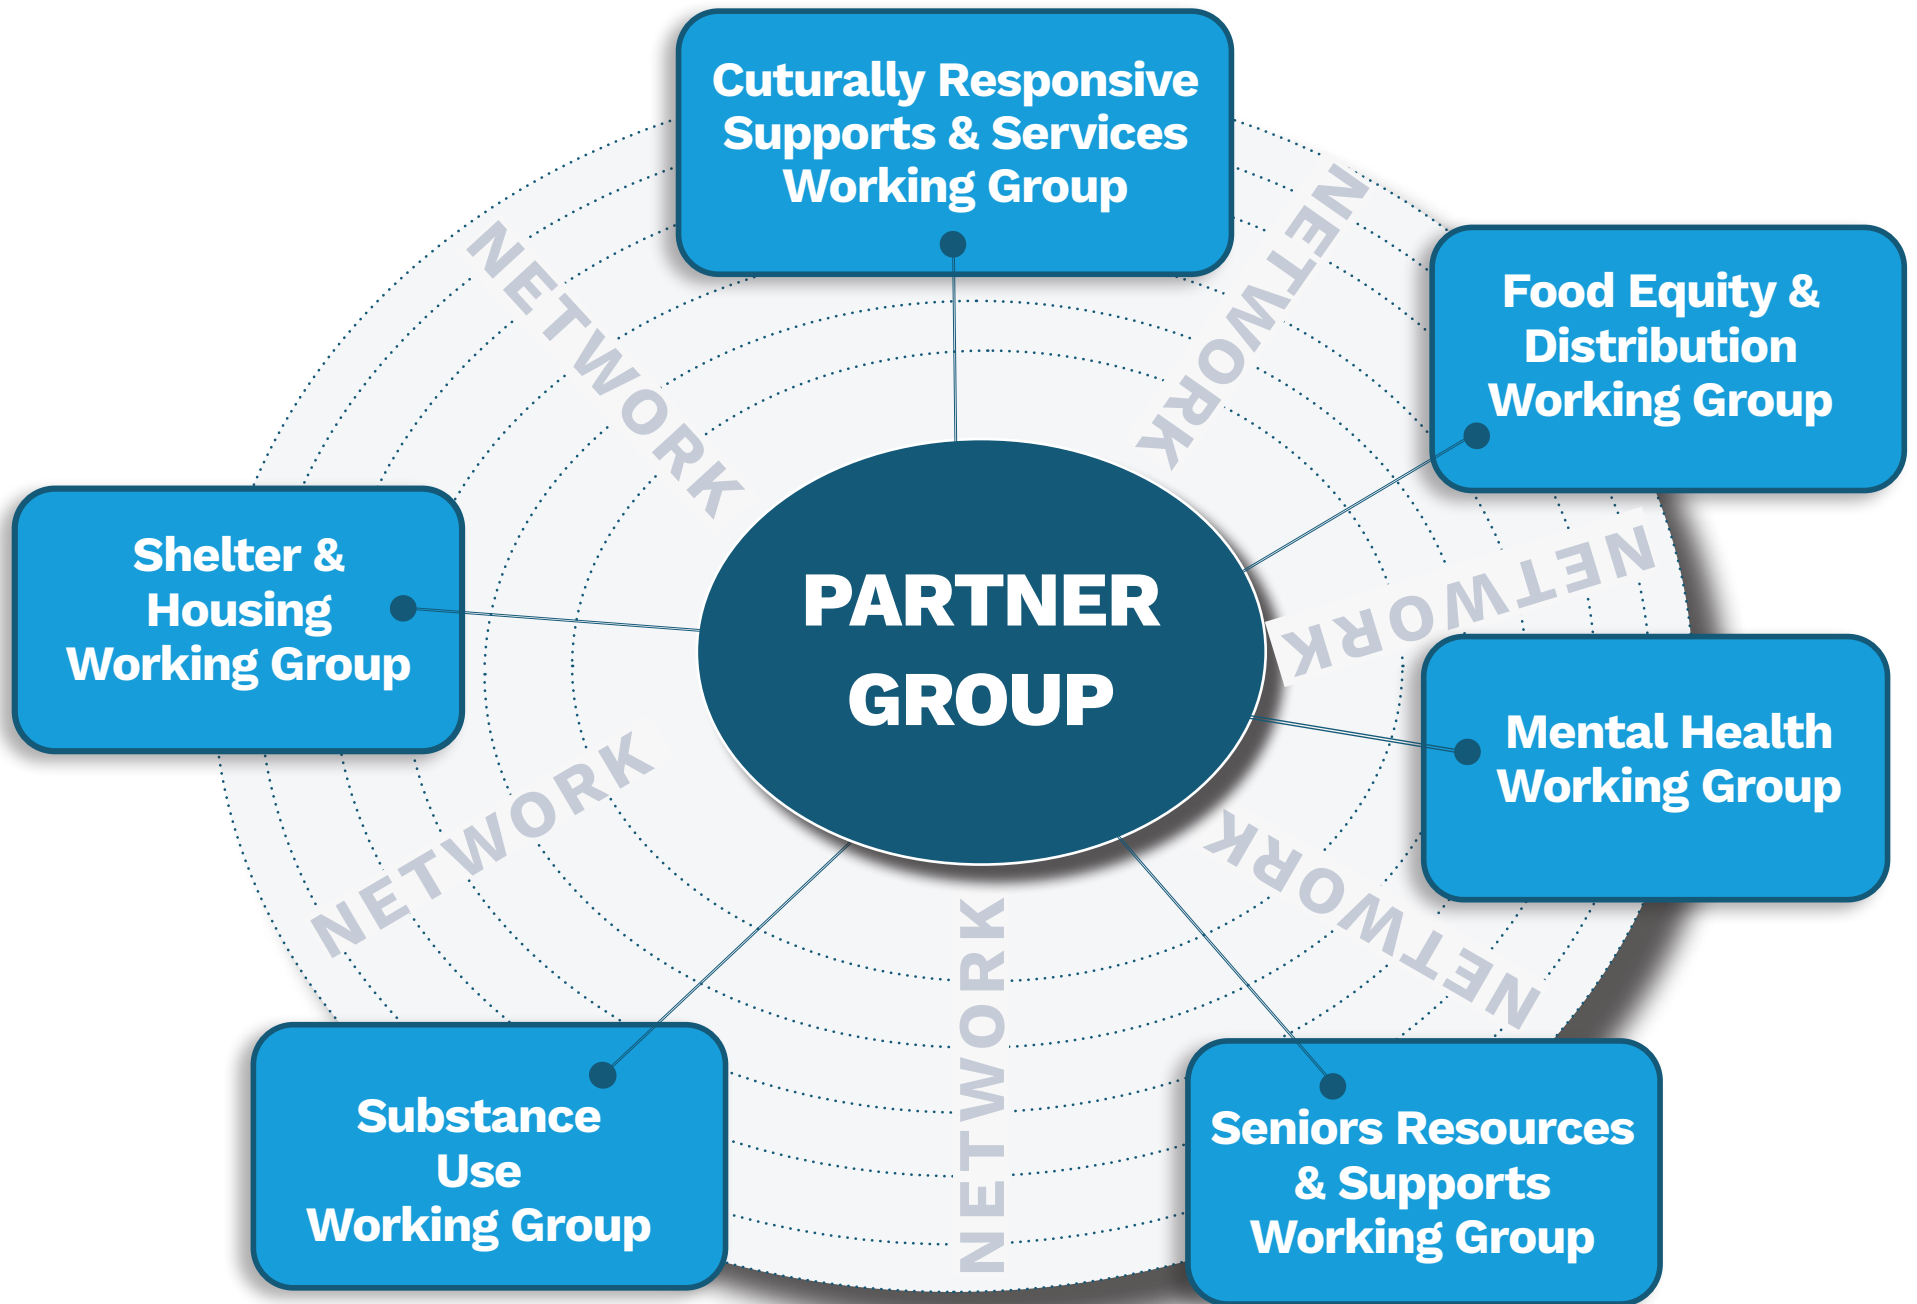 Cuturally Responsive
Supports & Services
Working Group
NETWORK
NETWORK
Food Equity &
Distribution
Working Group
Shelter &
Housing
Working Group
PARTNER
GROUP
NETWORK
Mental Health
Working Group
NETWORK
NETWORK
NETWORK
Substance
Use
Working Group
Seniors Resources
& Supports
Working Group